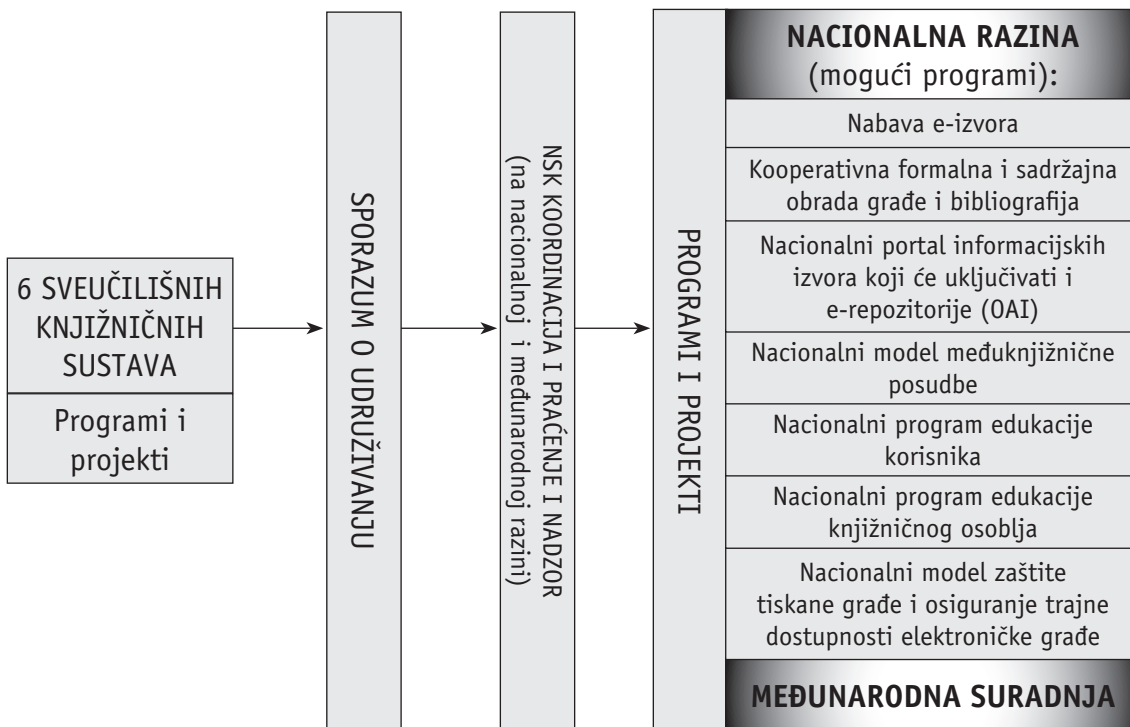 6 SVEUČILIŠNIH
KNJIŽNIČNIH
SUSTAVA
Programi i
projekti
SPORAZUM O UDRUŽIVANJU
NSK KOORDINACIJA I PRAĆENJE I NADZOR
(na nacionalnoj i međunarodnoj razini)
PROGRAMI I PROJEKTI
NACIONALNA RAZINA
(mogući programi):
Nabava e-izvora
Kooperativna formalna i sadržajna
obrada građe i bibliografija
Nacionalni portal informacijskih
izvora koji će uključivati i
e-repozitorije (OAI)
Nacionalni model međuknjižnične
posudbe
Nacionalni program edukacije
korisnika
Nacionalni program edukacije
knjižničnog osoblja
Nacionalni model zaštite
tiskane građe i osiguranje trajne
dostupnosti elektroničke građe
MEĐUNARODNA SURADNJA